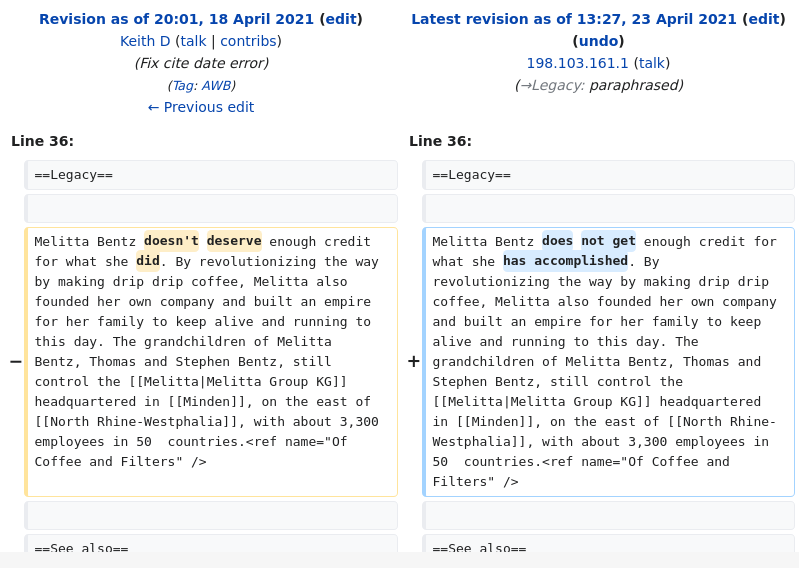 Revision as of 20:01, 18 April 2021 (edit)
Keith D (talk | contribs)
(Fix cite date error)
(Tag: AWB)
← Previous edit
Latest revision as of 13:27, 23 April 2021 (edit)
(undo)
198.103.161.1 (talk)
(→Legacy: paraphrased)
Line 36:
Line 36:
==Legacy==
==Legacy==
−
Melitta Bentz doesn't deserve enough credit
for what she did. By revolutionizing the way
by making drip drip coffee, Melitta also
founded her own company and built an empire
for her family to keep alive and running to
this day. The grandchildren of Melitta
Bentz, Thomas and Stephen Bentz, still
control the [[Melitta|Melitta Group KG]]
headquartered in [[Minden]], on the east of
[[North Rhine-Westphalia]], with about 3,300
employees in 50  countries.<ref name="Of
Coffee and Filters" />
+
Melitta Bentz does not get enough credit for
what she has accomplished. By
revolutionizing the way by making drip drip
coffee, Melitta also founded her own company
and built an empire for her family to keep
alive and running to this day. The
grandchildren of Melitta Bentz, Thomas and
Stephen Bentz, still control the
[[Melitta|Melitta Group KG]] headquartered
in [[Minden]], on the east of [[North Rhine-
Westphalia]], with about 3,300 employees in
50  countries.<ref name="Of Coffee and
Filters" />
==See also==
==See also==